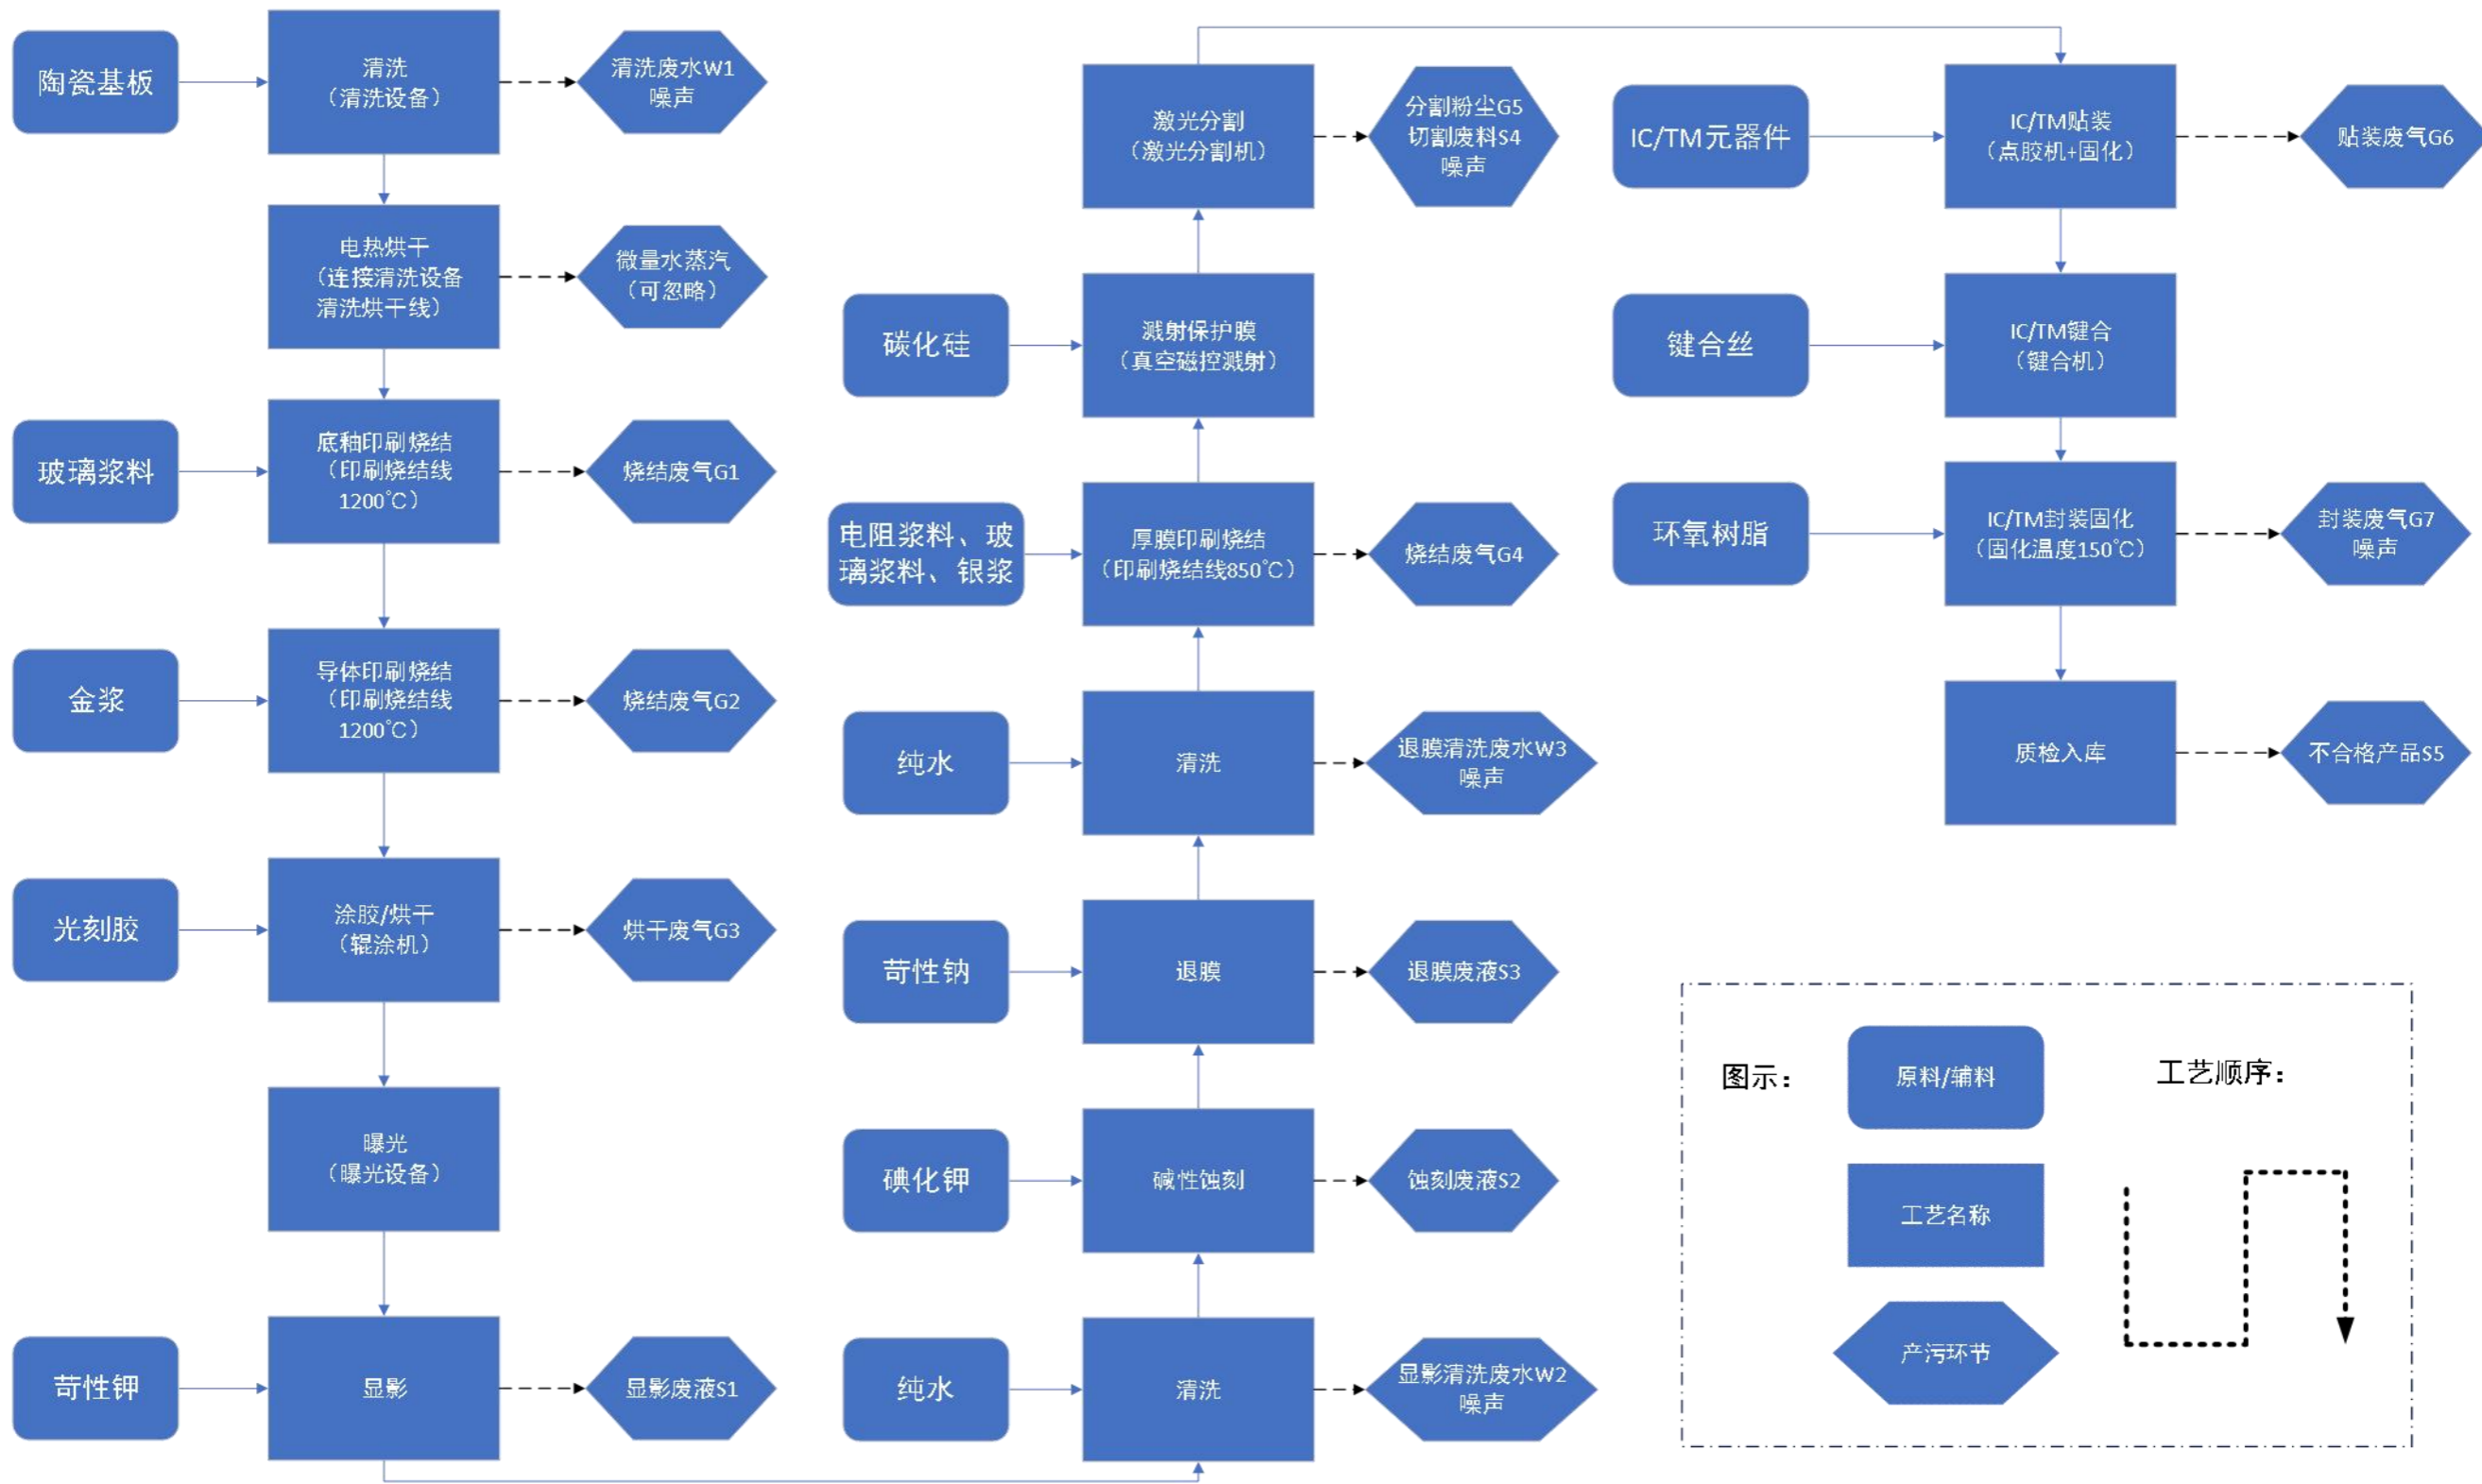 陶瓷基板
清洗
（清洗设备）
清洗废水W1
噪声
电热烘干
（连接清洗设备
清洗烘干线）
微量水蒸汽
（可忽略）
玻璃浆料
底釉印刷烧结
（印刷烧结线
1200℃）
烧结废气G1
金浆
导体印刷烧结
（印刷烧结线
1200℃）
烧结废气G2
光刻胶
涂胶/烘干
（辊涂机）
烘干废气G3
曝光
（曝光设备）
苛性钾
显影
显影废液S1
纯水
清洗
显影清洗废水W2
噪声
碘化钾
碱性蚀刻
蚀刻废液S2
苛性钠
退膜
退膜废液S3
纯水
清洗
退膜清洗废水W3
噪声
电阻浆料、玻
璃浆料、银浆
厚膜印刷烧结
（印刷烧结线850℃）
烧结废气G4
碳化硅
溅射保护膜
（真空磁控溅射）
激光分割
（激光分割机）
分割粉尘G5
切割废料S4
噪声
IC/TM元器件
IC/TM贴装
（点胶机+固化）
贴装废气G6
键合丝
IC/TM键合
（键合机）
环氧树脂
IC/TM封装固化
（固化温度150℃）
封装废气G7
噪声
质检入库
不合格产品S5
图示：
原料/辅料
工艺名称
产污环节
工艺顺序：